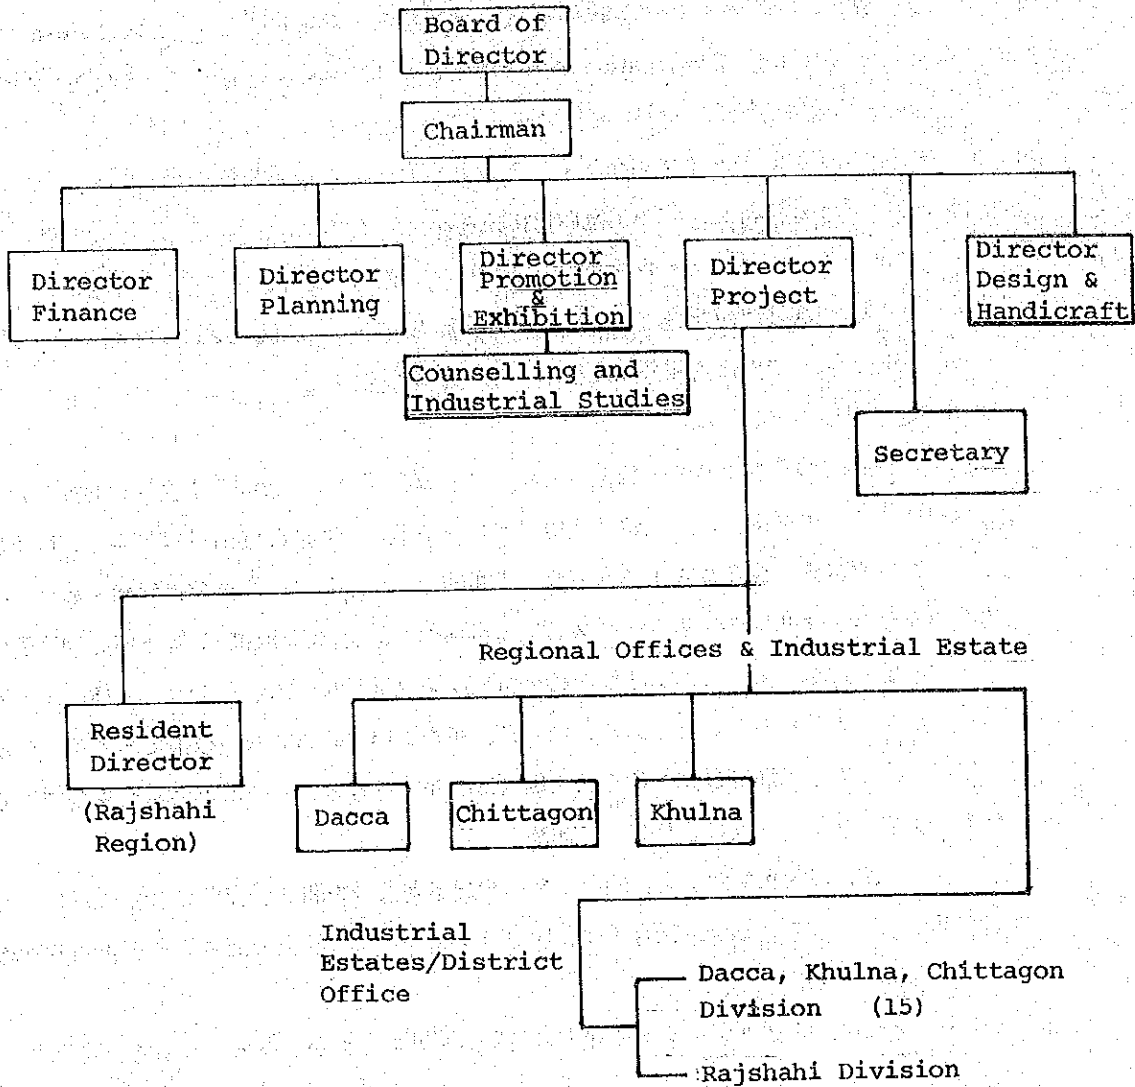 Board of
Director
Chairman
Director
Finance
Director
Planning
Director
Promotion
&
Exhibition
Director
Project
Director
Design &
Handicraft
Counselling and
Industrial Studies
Secretary
Regional Offices & Industrial Estate
Resident
Director
(Rajshahi
Region)
Dacca
Chittagon
Khulna
Industrial
Estates/District
Office
Dacca, Khulna, Chittagon
Division (15)
Rajshahi Division